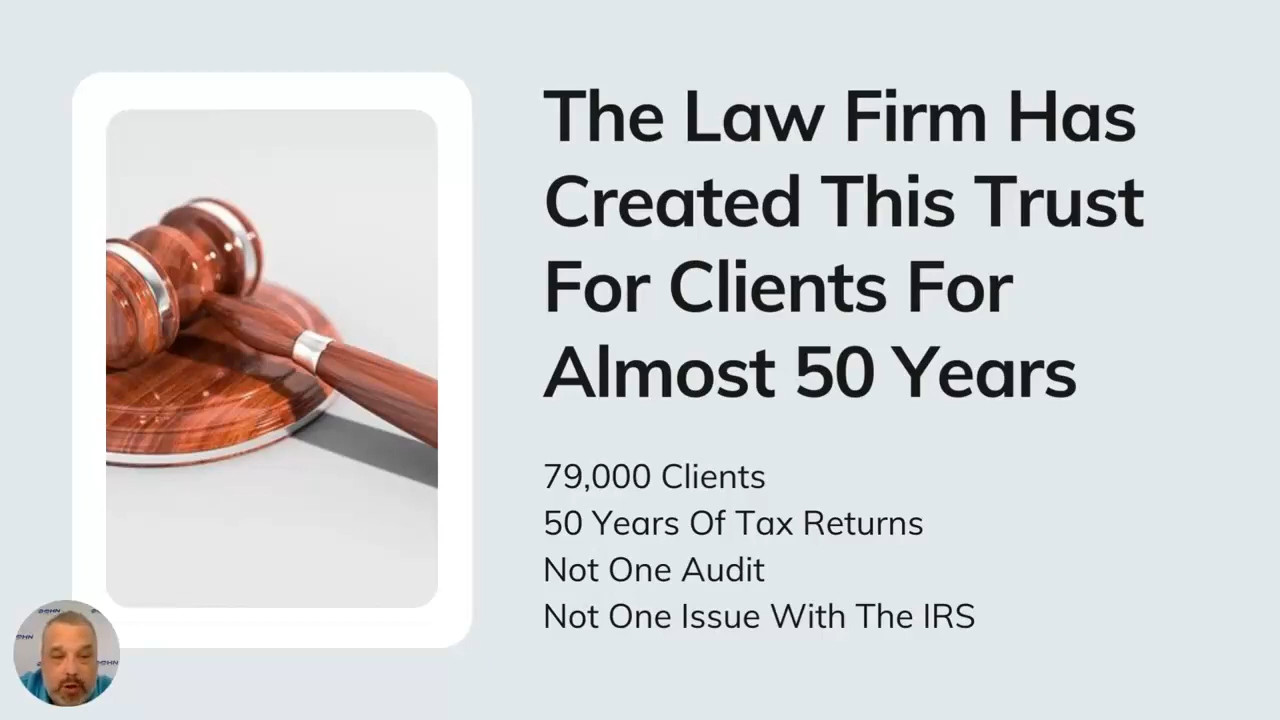 The Law Firm Has
Created This Trust
For Clients For
Almost 50 Years
79,000 Clients
50 Years Of Tax Returns
Not One Audit
Not One Issue With The IRS